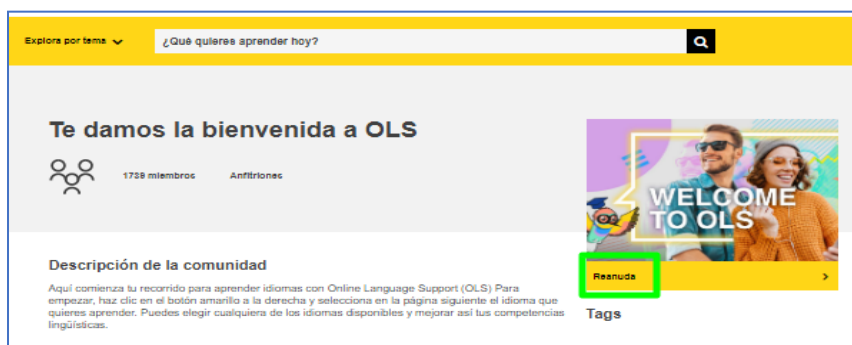 Explora por tema
¿Qué quieres aprender hoy?
Te damos la bienvenida a OLS
1739 miembros
Anfitriones
WELCOME
TO OLS
Reanuda
Descripción de la comunidad
Aquí comienza tu recorrido para aprender idiomas con Online Language Support (OLS) Para
empezar, haz clic en el botón amarillo a la derecha y selecciona en la página siguiente el idioma que
quieres aprender. Puedes elegir cualquiera de los idiomas disponibles y mejorar así tus competencias
lingüísticas.
Tags